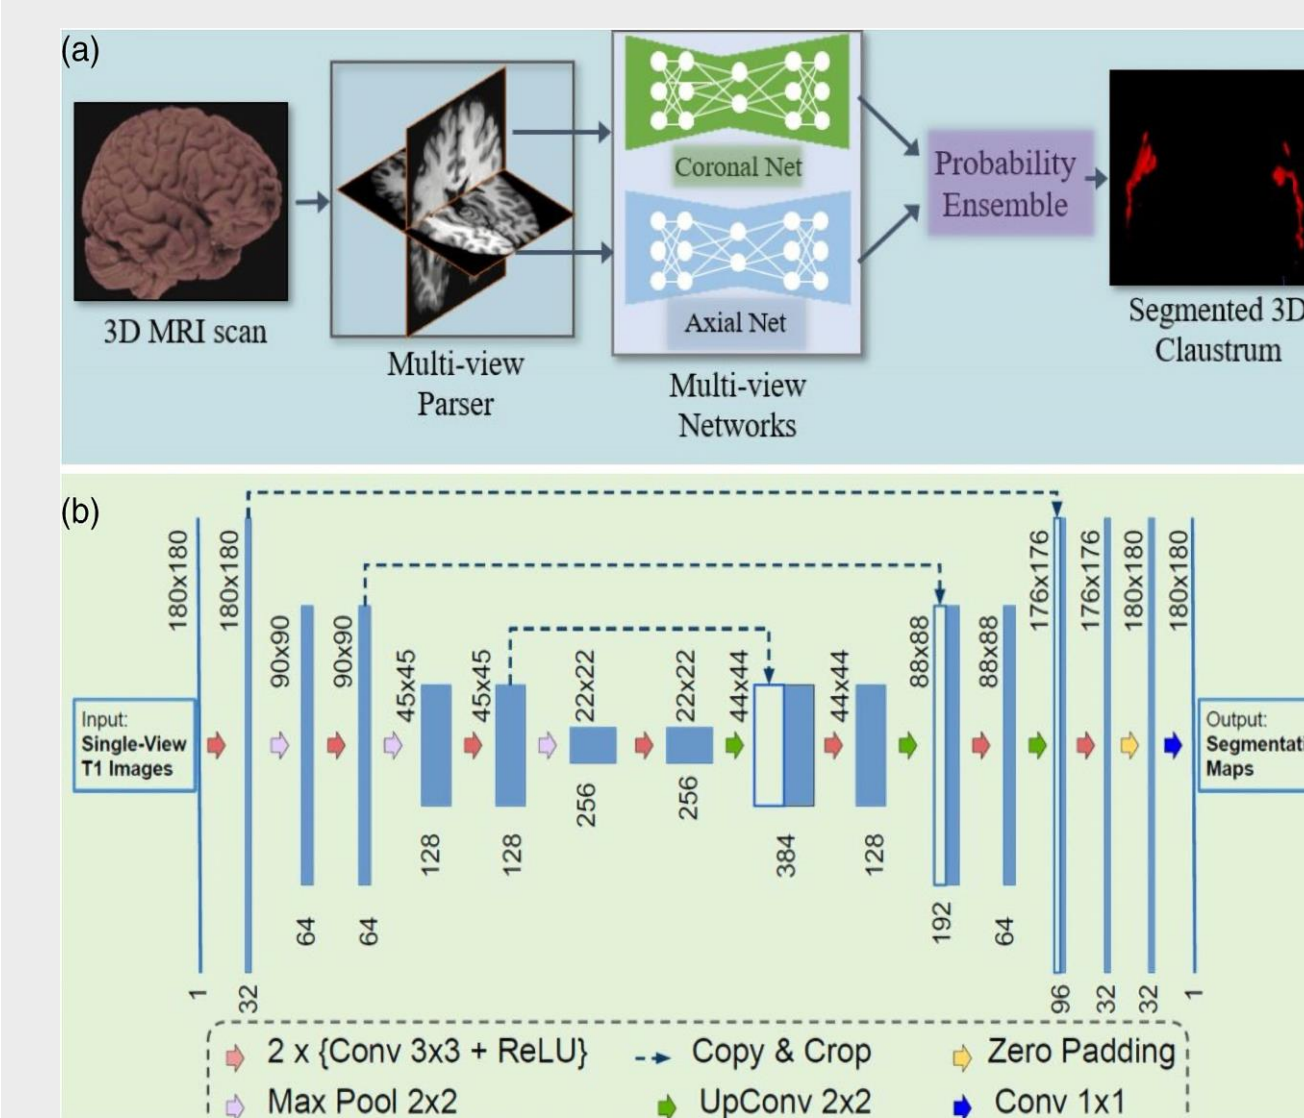 (a)
3D MRI scan
Multi-view
Parser
Coronal Net
Axial Net
Multi-view
Networks
Probability
Ensemble
Segmented 3D
Claustrum
(b)
180x180
180x180
90x90
90x90
45x45
45x45
22x22
22x22
44x44
44x44
88x88
88x88
176x176
176x176
180x180
180x180
Input:
Single-View
T1 Images
Output:
Segmentati
Maps
1
32
64
64
128
128
256
256
384
128
192
64
96
32
32
1
2 x {Conv 3x3 + ReLU}
Copy & Crop
Zero Padding
Max Pool 2x2
UpConv 2x2
Conv 1x1